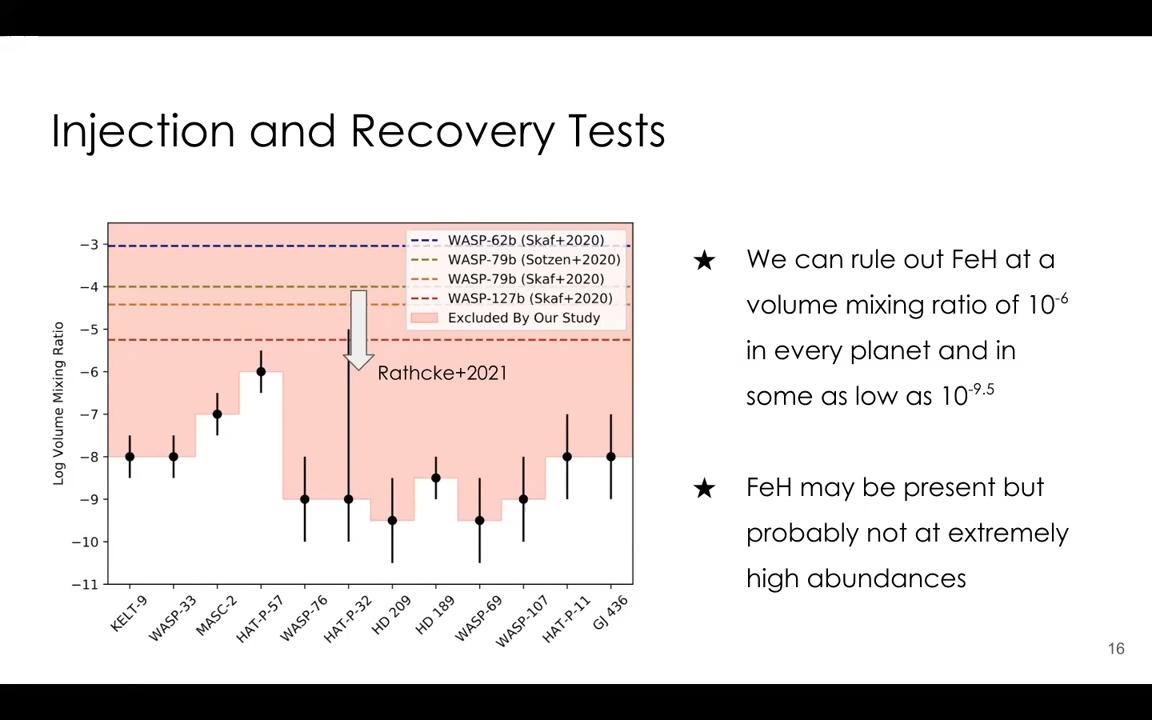 Injection and Recovery Tests
−3
−4
−5
−6
−7
−8
−9
−10
−11
Log Volume Mixing Ratio
WASP-62b (Skaf+2020)
WASP-79b (Sotzen+2020)
WASP-79b (Skaf+2020)
WASP-127b (Skaf+2020)
Excluded By Our Study
Rathcke+2021
KELT-9
WASP-33
MASC-2
HAT-P-57
WASP-76
HAT-P-32
HD 209
HD 189
WASP-69
WASP-107
HAT-P-11
GJ 436
★ We can rule out FeH at a
volume mixing ratio of 10⁻⁶
in every planet and in
some as low as 10⁻⁹·⁵
★ FeH may be present but
probably not at extremely
high abundances
16